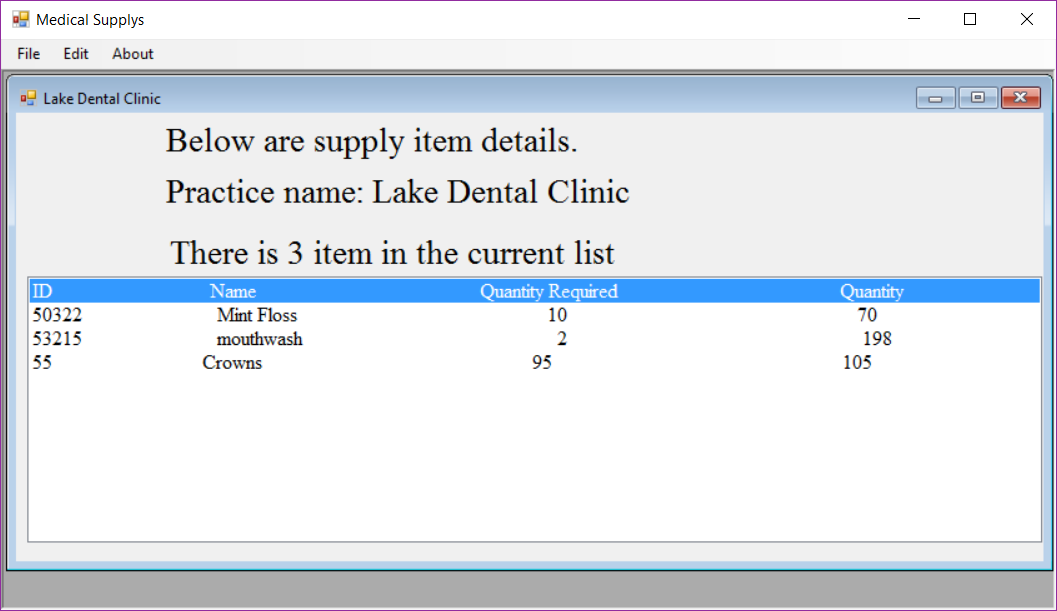 Medical Supplys
File Edit About
Lake Dental Clinic
Below are supply item details.
Practice name: Lake Dental Clinic
There is 3 item in the current list
ID Name Quantity Required Quantity
50322 Mint Floss 10 70
53215 mouthwash 2 198
55 Crowns 95 105